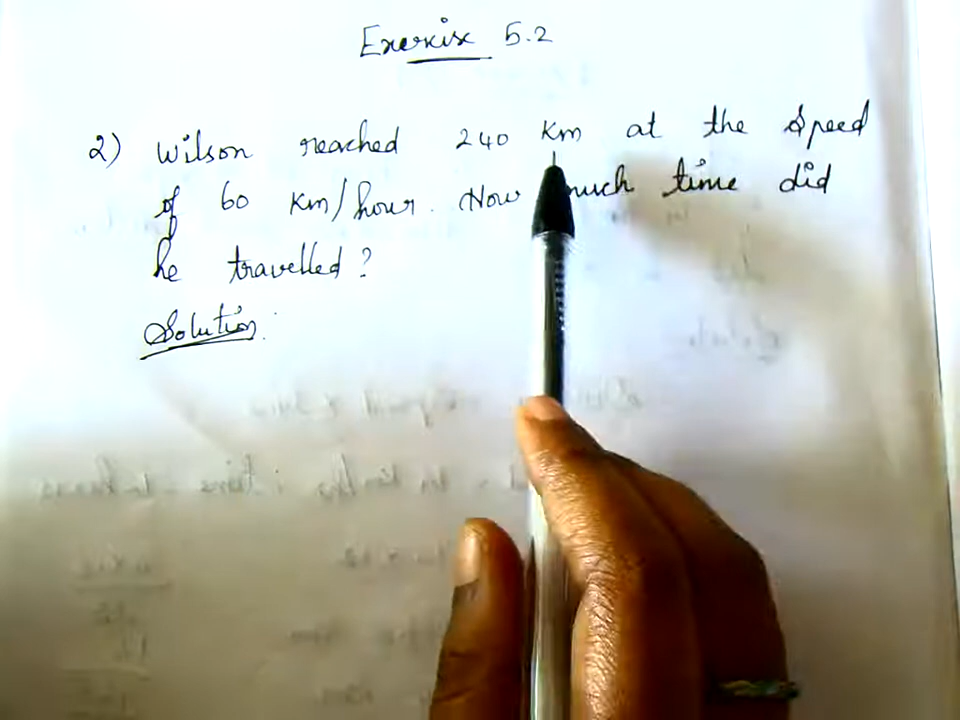 Exercise 5.2
2) Wilson reached 240 Km at the speed
of 60 Km/hour. How much time did
he travelled?
Solution: